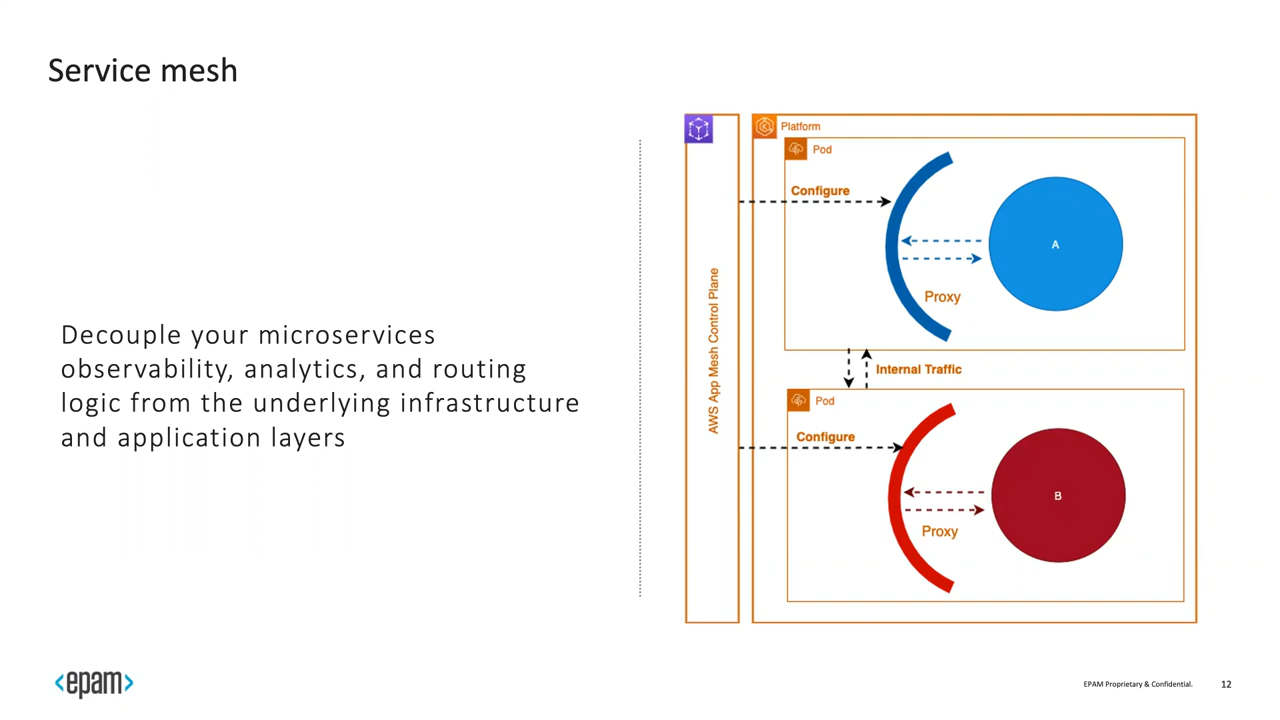 Service mesh
Decouple your microservices
observability, analytics, and routing
logic from the underlying infrastructure
and application layers
AWS App Mesh Control Plane
Platform
Pod
Configure
A
Proxy
Internal Traffic
Pod
Configure
B
Proxy
<epam>
EPAM Proprietary & Confidential.
12